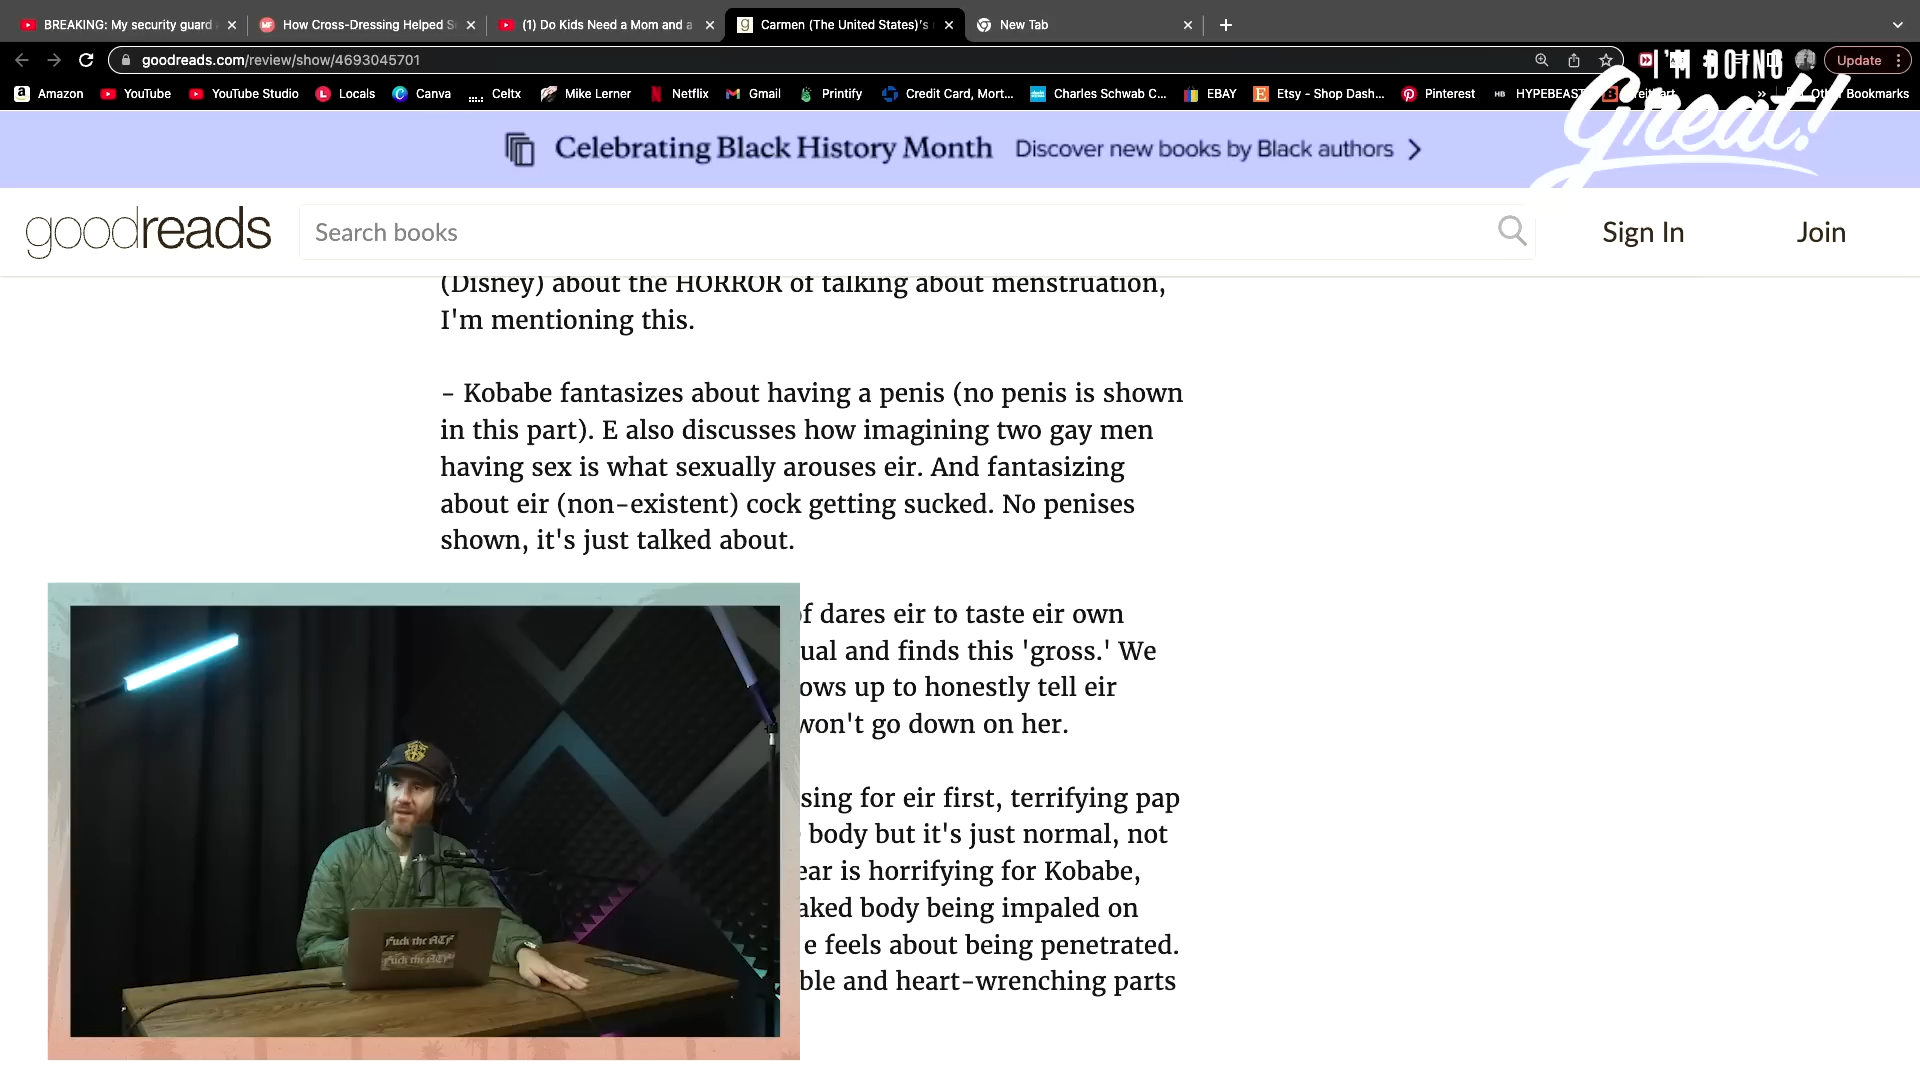 BREAKING: My security guard
How Cross-Dressing Helped S
(1) Do Kids Need a Mom and a
Carmen (The United States)'s
New Tab
goodreads.com/review/show/4693045701
Update
I'M DOING
Great!
Amazon
YouTube
YouTube Studio
Locals
Canva
Celtx
Mike Lerner
Netflix
Gmail
Printify
Credit Card, Mort...
Charles Schwab C...
EBAY
Etsy - Shop Dash...
Pinterest
HB HYPEBEAST
Bookmarks
Celebrating Black History Month Discover new books by Black authors
goodreads
Search books
Sign In
Join
(Disney) about the HORROR of talking about menstruation,
I'm mentioning this.
- Kobabe fantasizes about having a penis (no penis is shown
in this part). E also discusses how imagining two gay men
having sex is what sexually arouses eir. And fantasizing
about eir (non-existent) cock getting sucked. No penises
shown, it's just talked about.
f dares eir to taste eir own
ual and finds this 'gross.' We
ows up to honestly tell eir
won't go down on her.
sing for eir first, terrifying pap
body but it's just normal, not
ear is horrifying for Kobabe,
aked body being impaled on
e feels about being penetrated.
ble and heart-wrenching parts
Fuck the ATF
Fuck the ATF